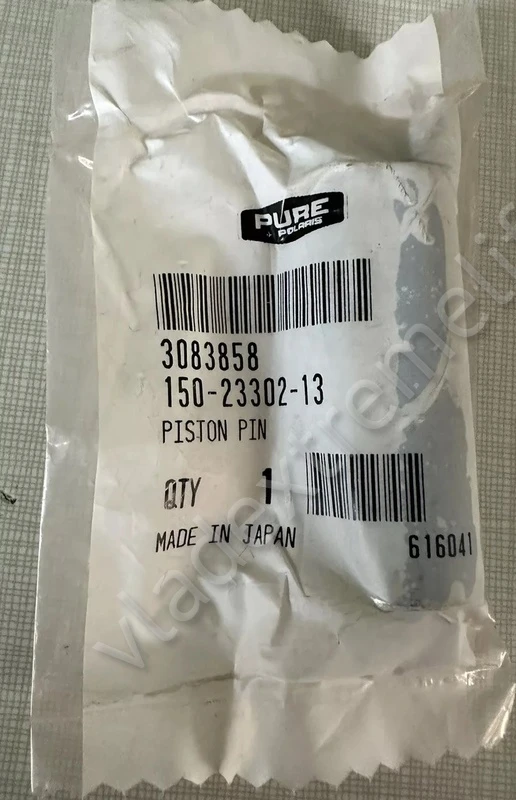 PURE
POLARIS
3083858
150-23302-13
PISTON PIN
QTY 1
MADE IN JAPAN
616041